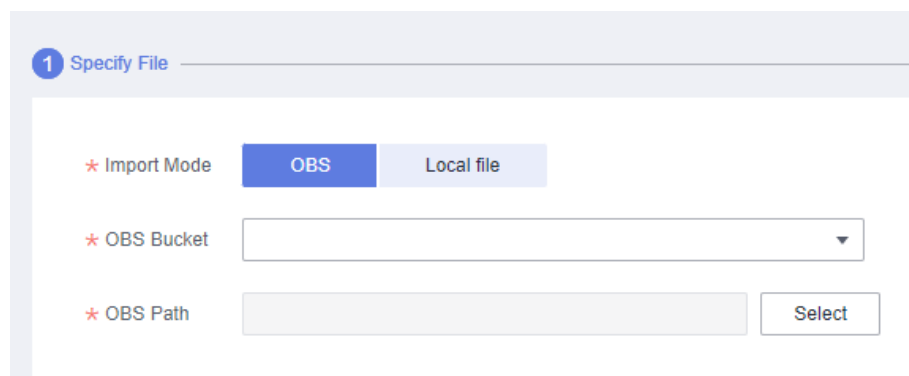 1 Specify File
* Import Mode OBS Local file
* OBS Bucket
* OBS Path Select